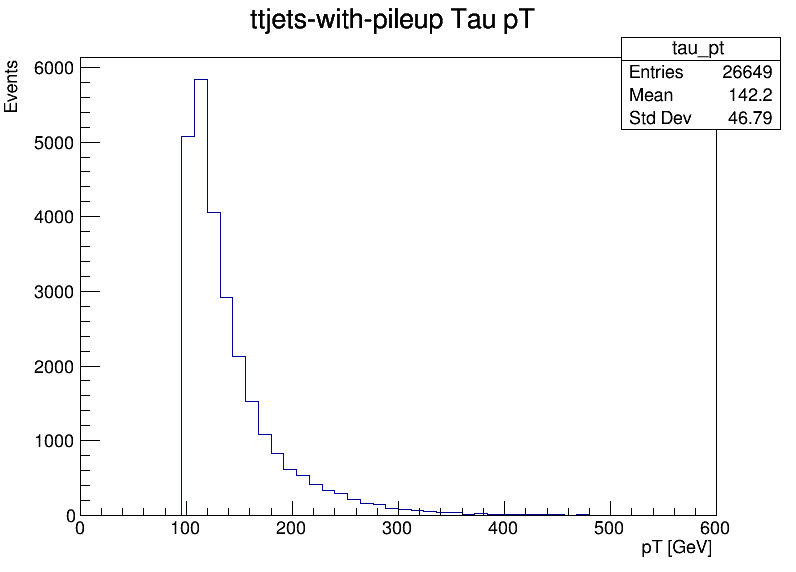 ttjets-with-pileup Tau pT
tau_pt
Entries 26649
Mean 142.2
Std Dev 46.79
Events
6000
5000
4000
3000
2000
1000
0
0 100 200 300 400 500 600
pT [GeV]